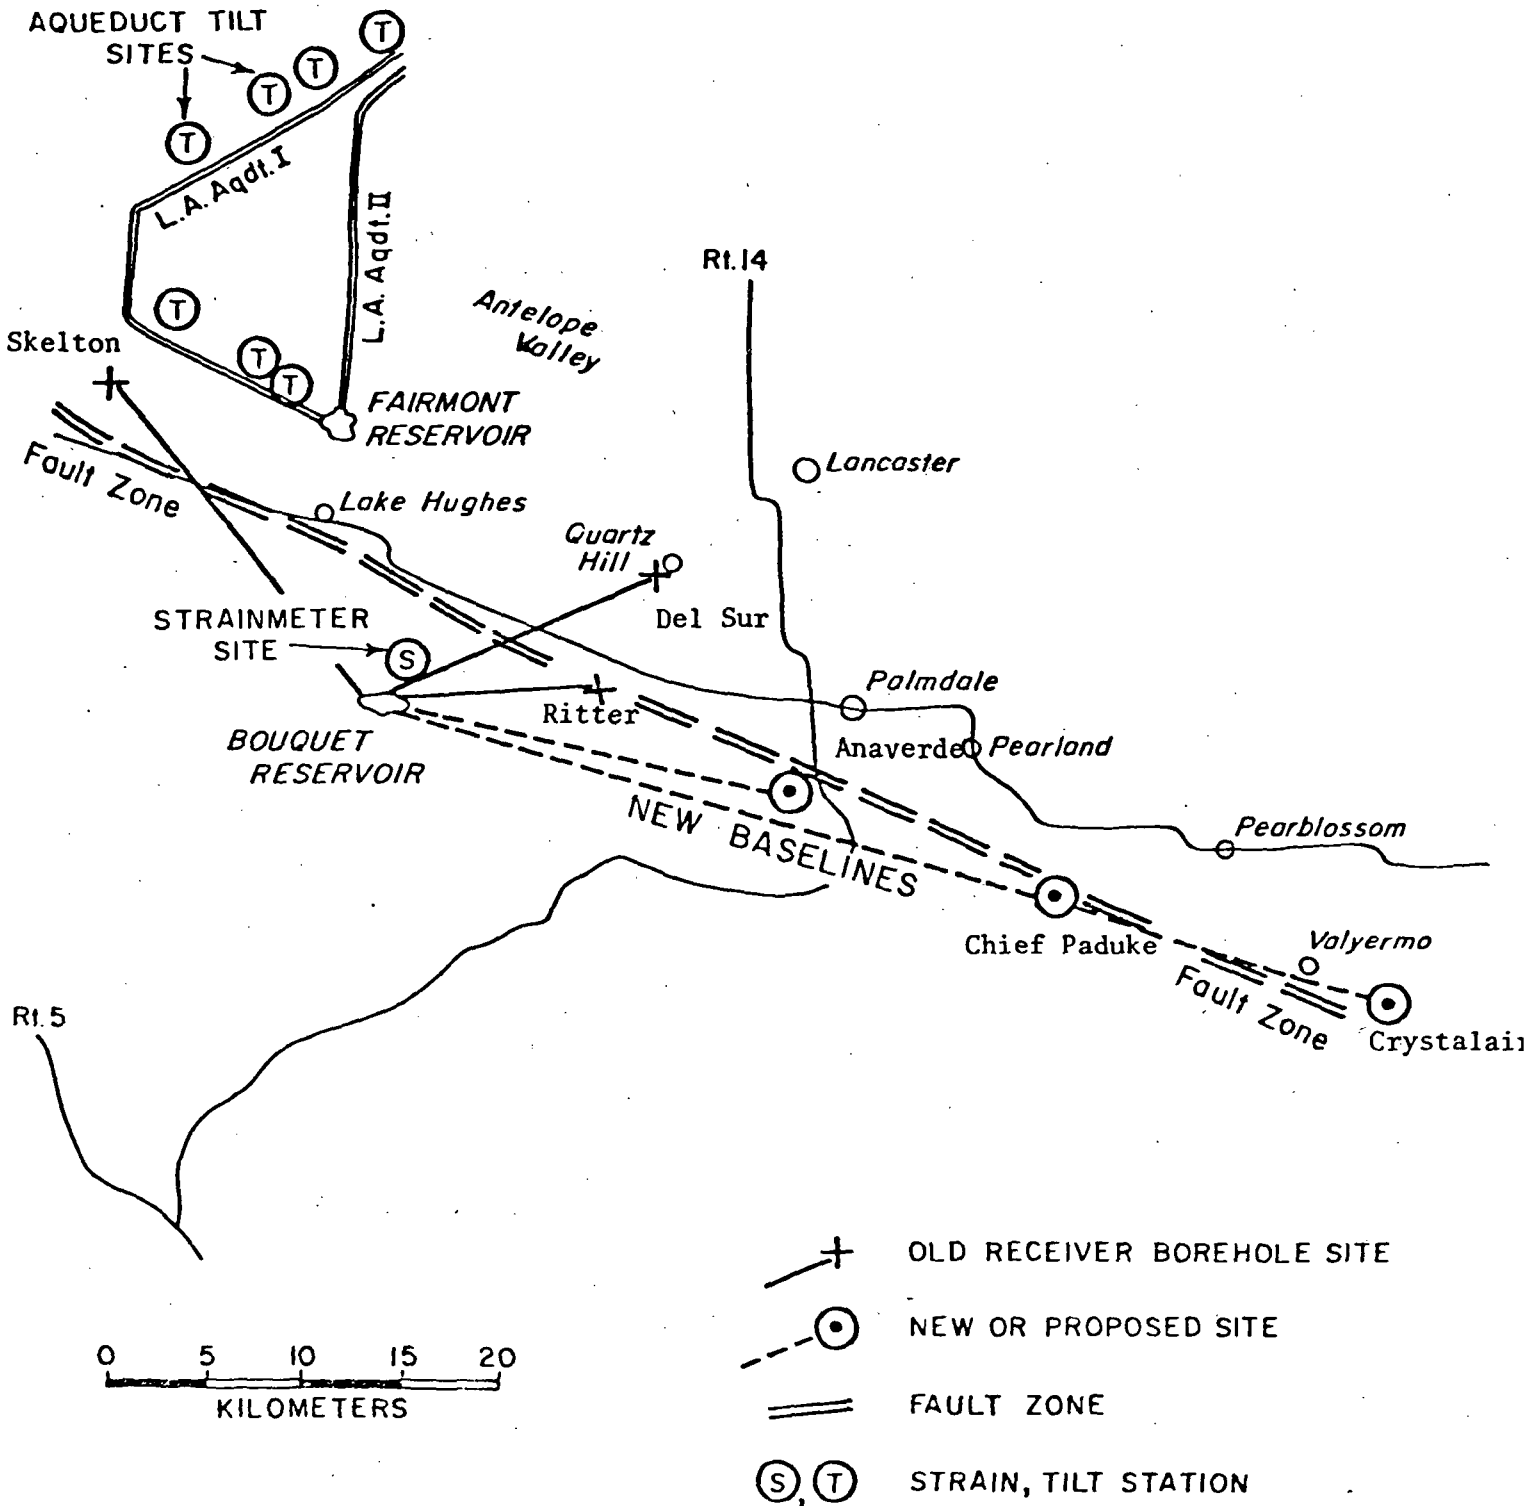 AQUEDUCT TILT
SITES
T
T
T
T
L.A. Aqdt. I
L.A. Aqdt. II
Rt.14
Antelope
Valley
T
T
T
Skelton
FAIRMONT
RESERVOIR
Fault Zone
Lancaster
Lake Hughes
Quartz
Hill
Del Sur
STRAINMETER
SITE
S
Palmdale
Ritter
Anaverde
Pearland
BOUQUET
RESERVOIR
NEW BASELINES
Pearblossom
Chief Paduke
Valyermo
Fault Zone
Crystalair
Rt.5
OLD RECEIVER BOREHOLE SITE
NEW OR PROPOSED SITE
0 5 10 15 20
KILOMETERS
FAULT ZONE
S, T STRAIN, TILT STATION